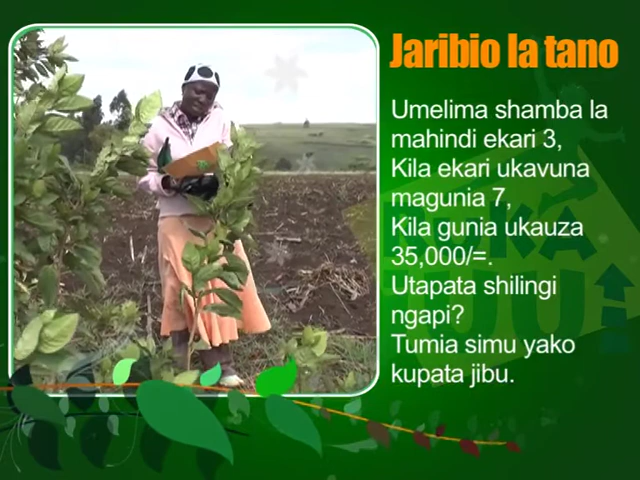 Jaribio la tano
Umelima shamba la
mahindi ekari 3,
Kila ekari ukavuna
magunia 7,
Kila gunia ukauza
35,000/=.
Utapata shilingi
ngapi?
Tumia simu yako
kupata jibu.